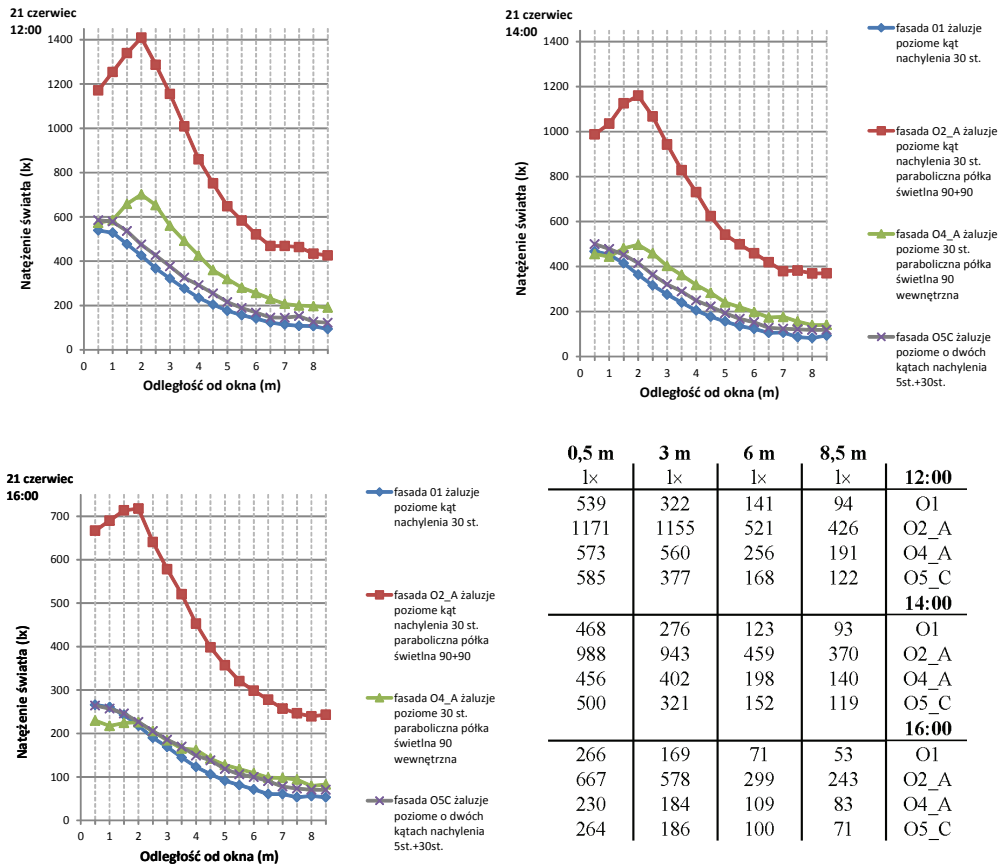 21 czerwiec
12:00
1400
1200
1000
800
600
400
200
0
Natężenie światła (lx)
0 1 2 3 4 5 6 7 8
Odległość od okna (m)
21 czerwiec
14:00
1400
1200
1000
800
600
400
200
0
Natężenie światła (lx)
0 1 2 3 4 5 6 7 8
Odległość od okna (m)
fasada 01 żaluzje
poziome kąt
nachylenia 30 st.
fasada O2_A żaluzje
poziome kąt
nachylenia 30 st.
paraboliczna półka
świetlna 90+90
fasada O4_A żaluzje
poziome 30 st.
paraboliczna półka
świetlna 90
wewnętrzna
fasada O5C żaluzje
poziome o dwóch
kątach nachylenia
5st.+30st.
21 czerwiec
16:00
700
600
500
400
300
200
100
0
Natężenie światła (lx)
0 1 2 3 4 5 6 7 8
Odległość od okna (m)
fasada 01 żaluzje
poziome kąt
nachylenia 30 st.
fasada O2_A żaluzje
poziome kąt
nachylenia 30 st.
paraboliczna półka
świetlna 90+90
fasada O4_A żaluzje
poziome 30 st.
paraboliczna półka
świetlna 90
wewnętrzna
fasada O5C żaluzje
poziome o dwóch
kątach nachylenia
5st.+30st.
0,5 m 3 m 6 m 8,5 m
l× l× l× l× 12:00
539 322 141 94 O1
1171 1155 521 426 O2_A
573 560 256 191 O4_A
585 377 168 122 O5_C
14:00
468 276 123 93 O1
988 943 459 370 O2_A
456 402 198 140 O4_A
500 321 152 119 O5_C
16:00
266 169 71 53 O1
667 578 299 243 O2_A
230 184 109 83 O4_A
264 186 100 71 O5_C